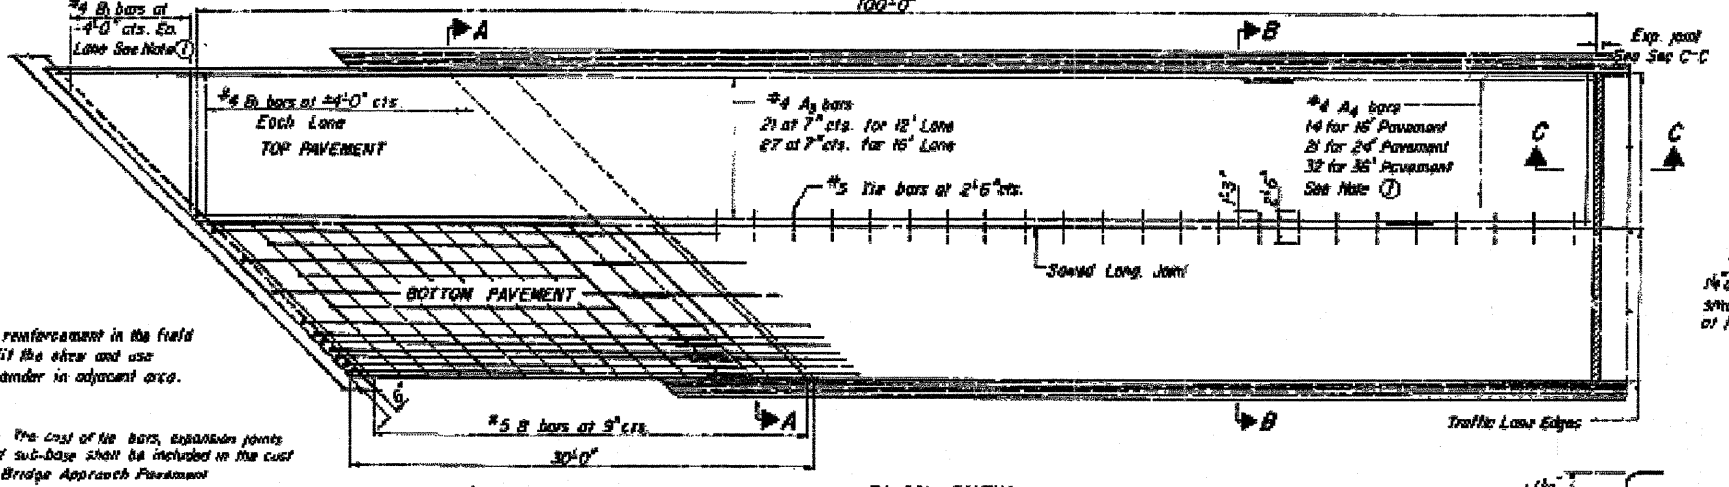 #4 B₁ bars at
-4'-0" cts. Ea.
Lane See Note ①
100'-0"
A
B
Exp. joint
See Sec C-C
#4 B₁ bars at ±4'-0" cts.
Each Lane
TOP PAVEMENT
#4 A₃ bars
21 at 7" cts. for 12' Lane
27 at 7" cts. for 16' Lane
#4 A₄ bars
14 for 16' Pavement
21 for 24' Pavement
32 for 36' Pavement
See Note ①
C
C
#5 Tie bars at 2'6" cts.
1'-3"
2'-6"
Sawed Long. Joint
BOTTOM PAVEMENT
reinforcement in the field
fit the skew and use
in adjacent area.
6"
A
B
#5 B bars at 9" cts.
30'-0"
Traffic Lane Edges
The cost of tie bars, expansion joints
sub-base shall be included in the cost
Bridge Approach Pavement